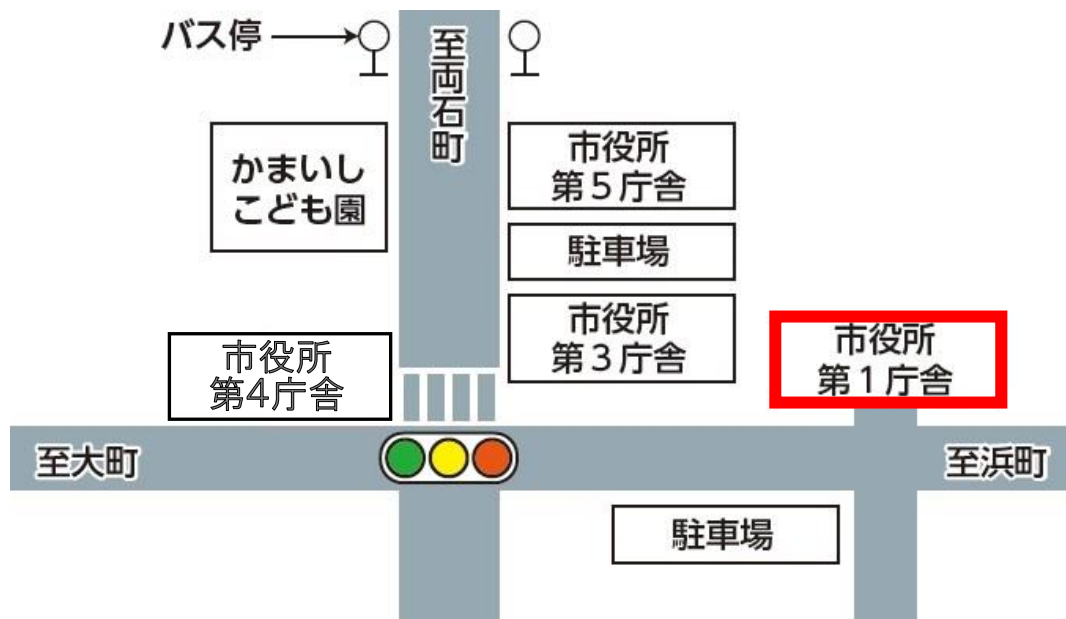 バス停
至両石町
かまいし
こども園
市役所
第5庁舎
駐車場
市役所
第3庁舎
市役所
第1庁舎
市役所
第4庁舎
至大町
至浜町
駐車場